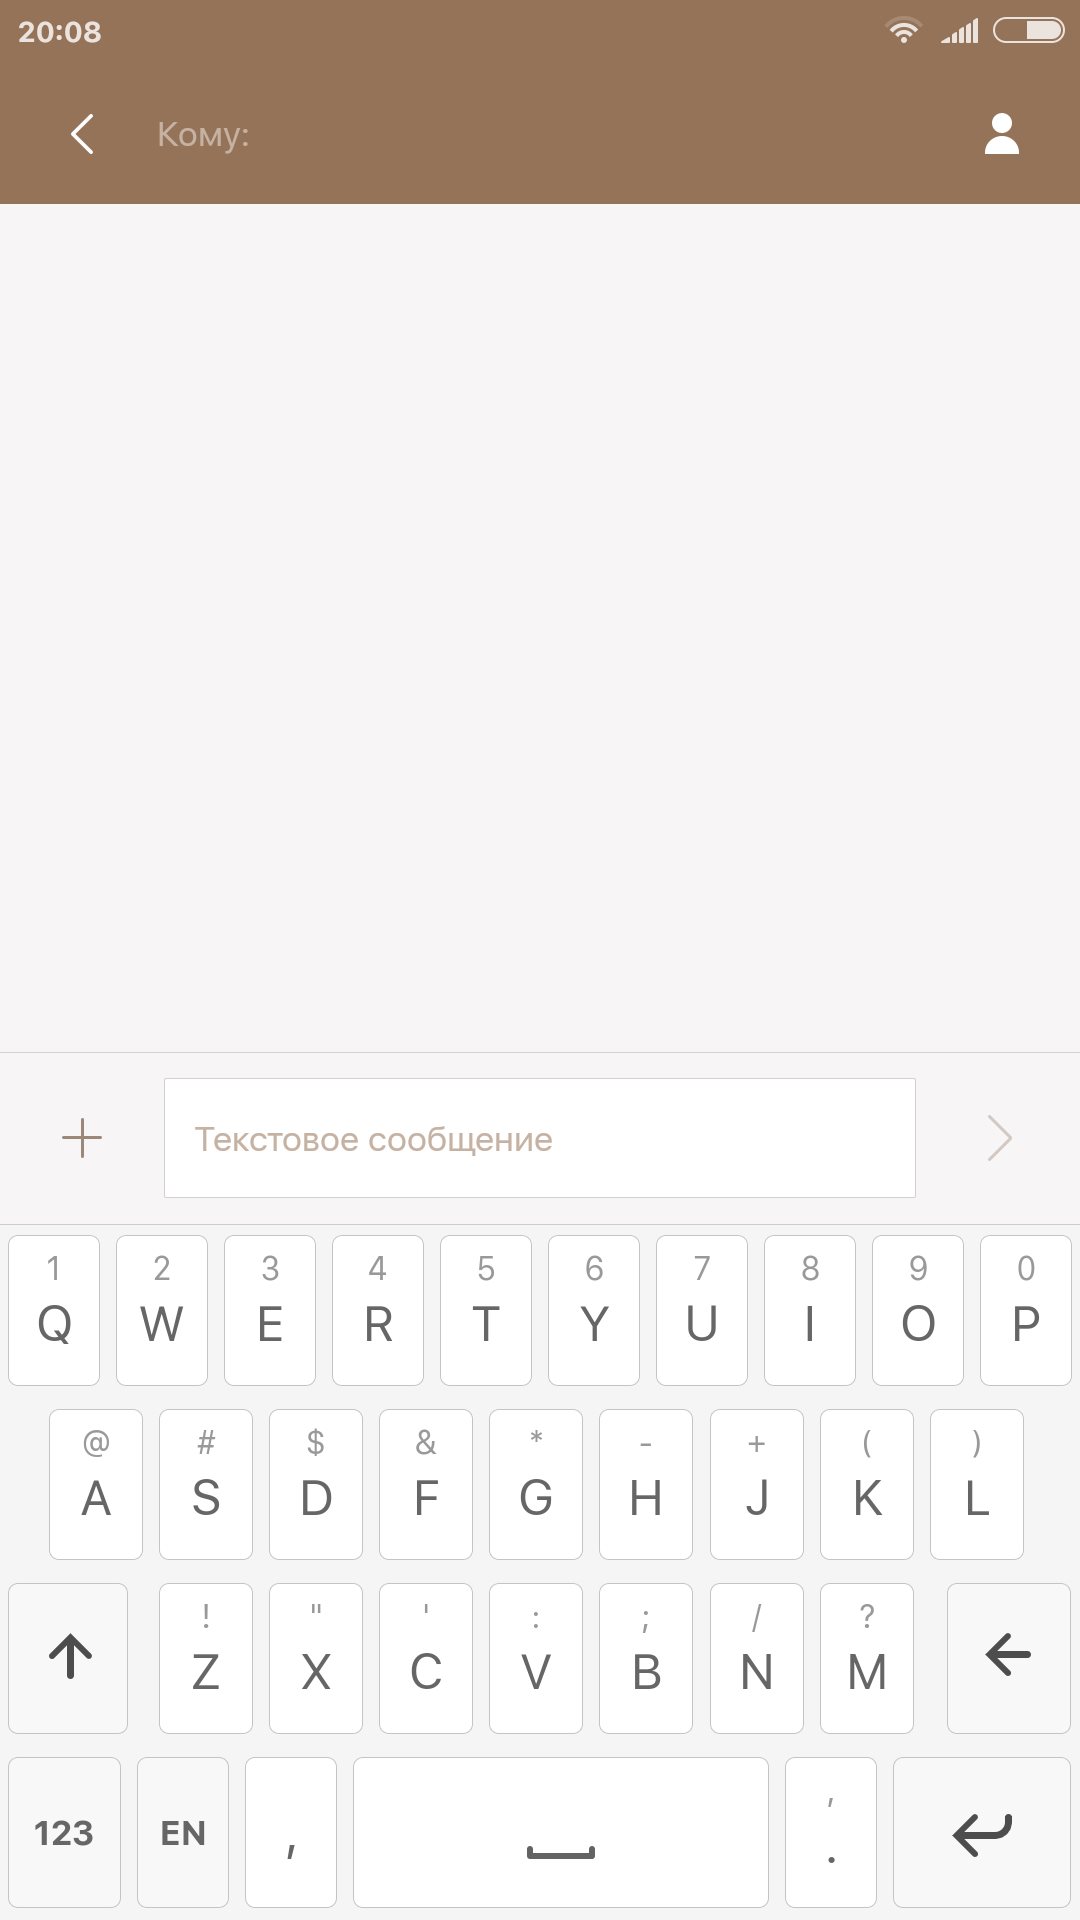 20:08
Кому:
Текстовое сообщение
1 2 3 4 5 6 7 8 9 0
Q W E R T Y U I O P
@ # $ & * - + ( )
A S D F G H J K L
! " ' : ; / ?
Z X C V B N M
,
123 EN , .